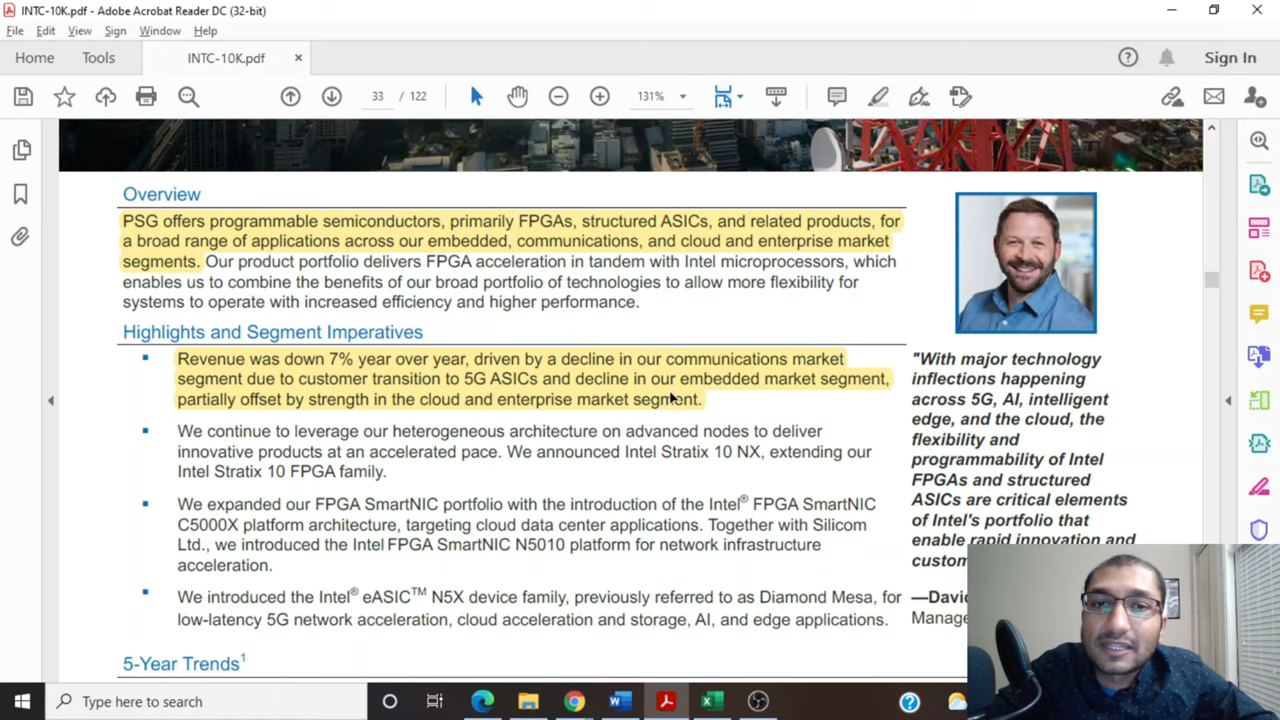 INTC-10K.pdf - Adobe Acrobat Reader DC (32-bit)
File Edit View Sign Window Help
Home Tools INTC-10K.pdf × Sign In
33 / 122 131%
Overview
PSG offers programmable semiconductors, primarily FPGAs, structured ASICs, and related products, for
a broad range of applications across our embedded, communications, and cloud and enterprise market
segments. Our product portfolio delivers FPGA acceleration in tandem with Intel microprocessors, which
enables us to combine the benefits of our broad portfolio of technologies to allow more flexibility for
systems to operate with increased efficiency and higher performance.
Highlights and Segment Imperatives
Revenue was down 7% year over year, driven by a decline in our communications market
segment due to customer transition to 5G ASICs and decline in our embedded market segment,
partially offset by strength in the cloud and enterprise market segment.
We continue to leverage our heterogeneous architecture on advanced nodes to deliver
innovative products at an accelerated pace. We announced Intel Stratix 10 NX, extending our
Intel Stratix 10 FPGA family.
We expanded our FPGA SmartNIC portfolio with the introduction of the Intel® FPGA SmartNIC
C5000X platform architecture, targeting cloud data center applications. Together with Silicom
Ltd., we introduced the Intel FPGA SmartNIC N5010 platform for network infrastructure
acceleration.
We introduced the Intel® eASIC™ N5X device family, previously referred to as Diamond Mesa, for
low-latency 5G network acceleration, cloud acceleration and storage, AI, and edge applications.
5-Year Trends1
"With major technology
inflections happening
across 5G, AI, intelligent
edge, and the cloud, the
flexibility and
programmability of Intel
FPGAs and structured
ASICs are critical elements
of Intel's portfolio that
enable rapid innovation and
—
Type here to search